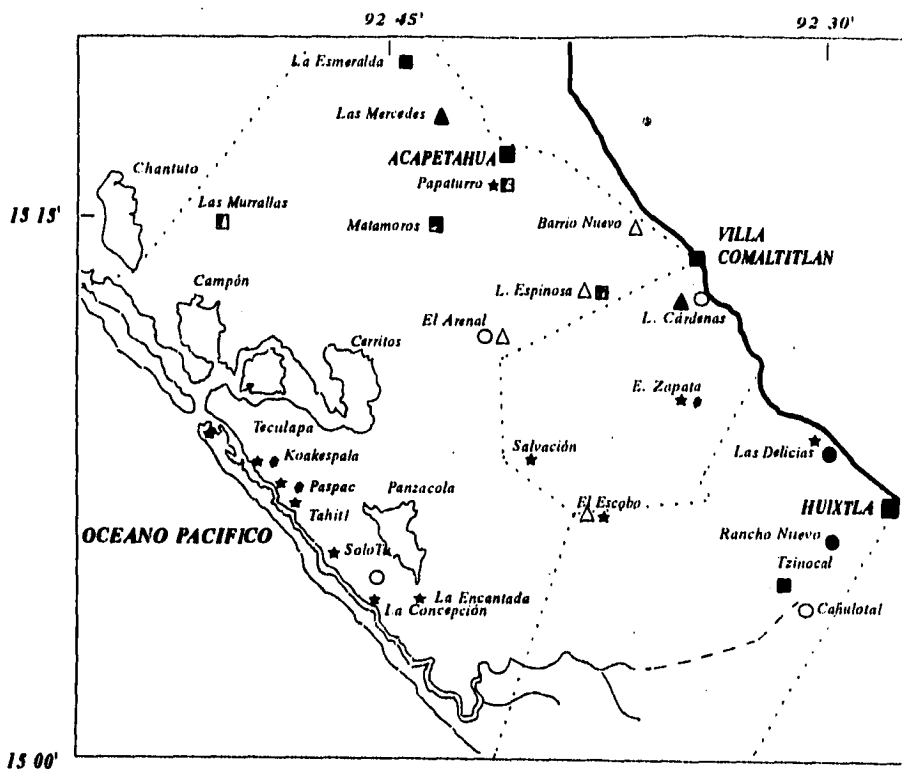 92 45'
92 30'
La Esmeralda
Las Mercedes
ACAPETAHUA
Chantuto
Papaturro
Las Murrallas
15 15'
Matamoros
Barrio Nuevo
VILLA
COMALTITLAN
Campón
L. Espinosa
El Arenal
L. Cárdenas
Cerritos
E. Zapata
Teculapa
Koakespala
Salvación
Las Delicias
Paspac
Panzacola
Tahitl
El Escobo
HUIXTLA
OCEANO PACIFICO
Rancho Nuevo
SoloTu
Tzinocal
La Encantada
La Concepción
Cañulotal
15 00'